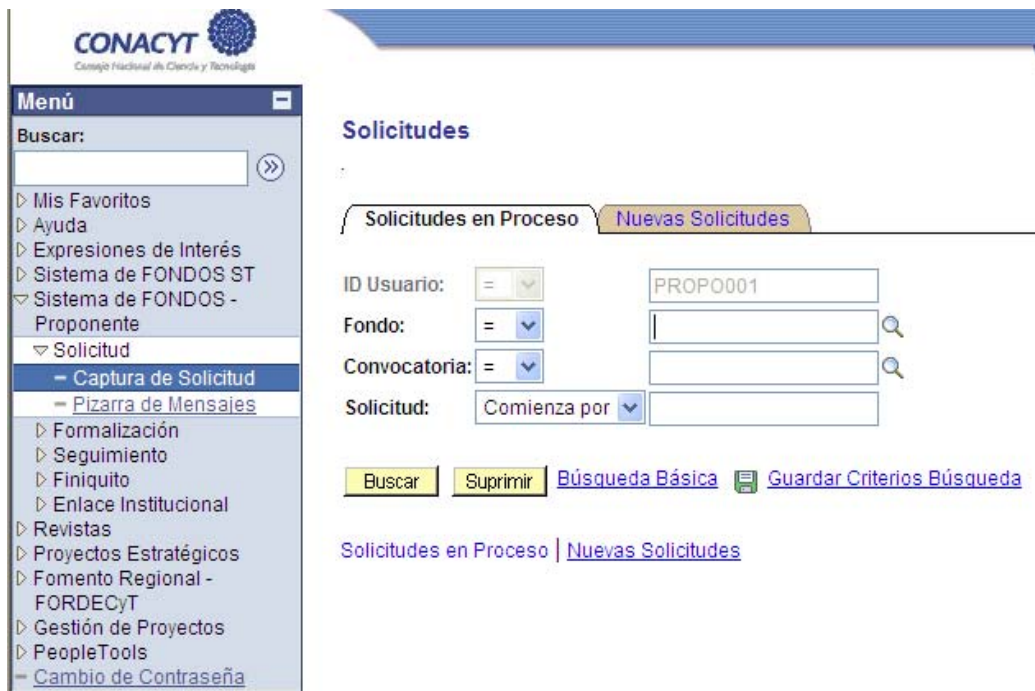 CONACYT
Consejo Nacional de Ciencia y Tecnología
Menú
Buscar:
Mis Favoritos
Ayuda
Expresiones de Interés
Sistema de FONDOS ST
Sistema de FONDOS -
Proponente
Solicitud
Captura de Solicitud
Pizarra de Mensajes
Formalización
Seguimiento
Finiquito
Enlace Institucional
Revistas
Proyectos Estratégicos
Fomento Regional -
FORDECyT
Gestión de Proyectos
PeopleTools
Cambio de Contraseña
Solicitudes
Solicitudes en Proceso Nuevas Solicitudes
ID Usuario: = PROPO001
Fondo: =
Convocatoria: =
Solicitud: Comienza por
Buscar Suprimir Búsqueda Básica Guardar Criterios Búsqueda
Solicitudes en Proceso | Nuevas Solicitudes